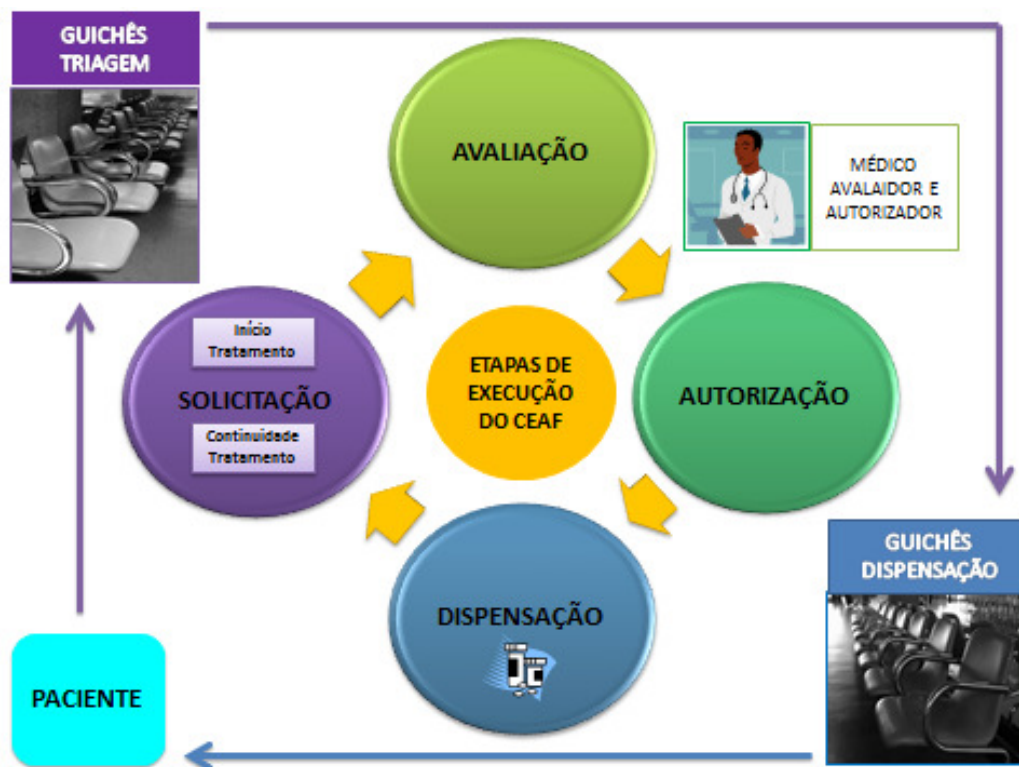 GUICHÊS
TRIAGEM
AVALIAÇÃO
MÉDICO
AVALAIDOR E
AUTORIZADOR
Início
Tratamento
SOLICITAÇÃO
Continuidade
Tratamento
ETAPAS DE
EXECUÇÃO
DO CEAF
AUTORIZAÇÃO
GUICHÊS
DISPENSAÇÃO
DISPENSAÇÃO
PACIENTE